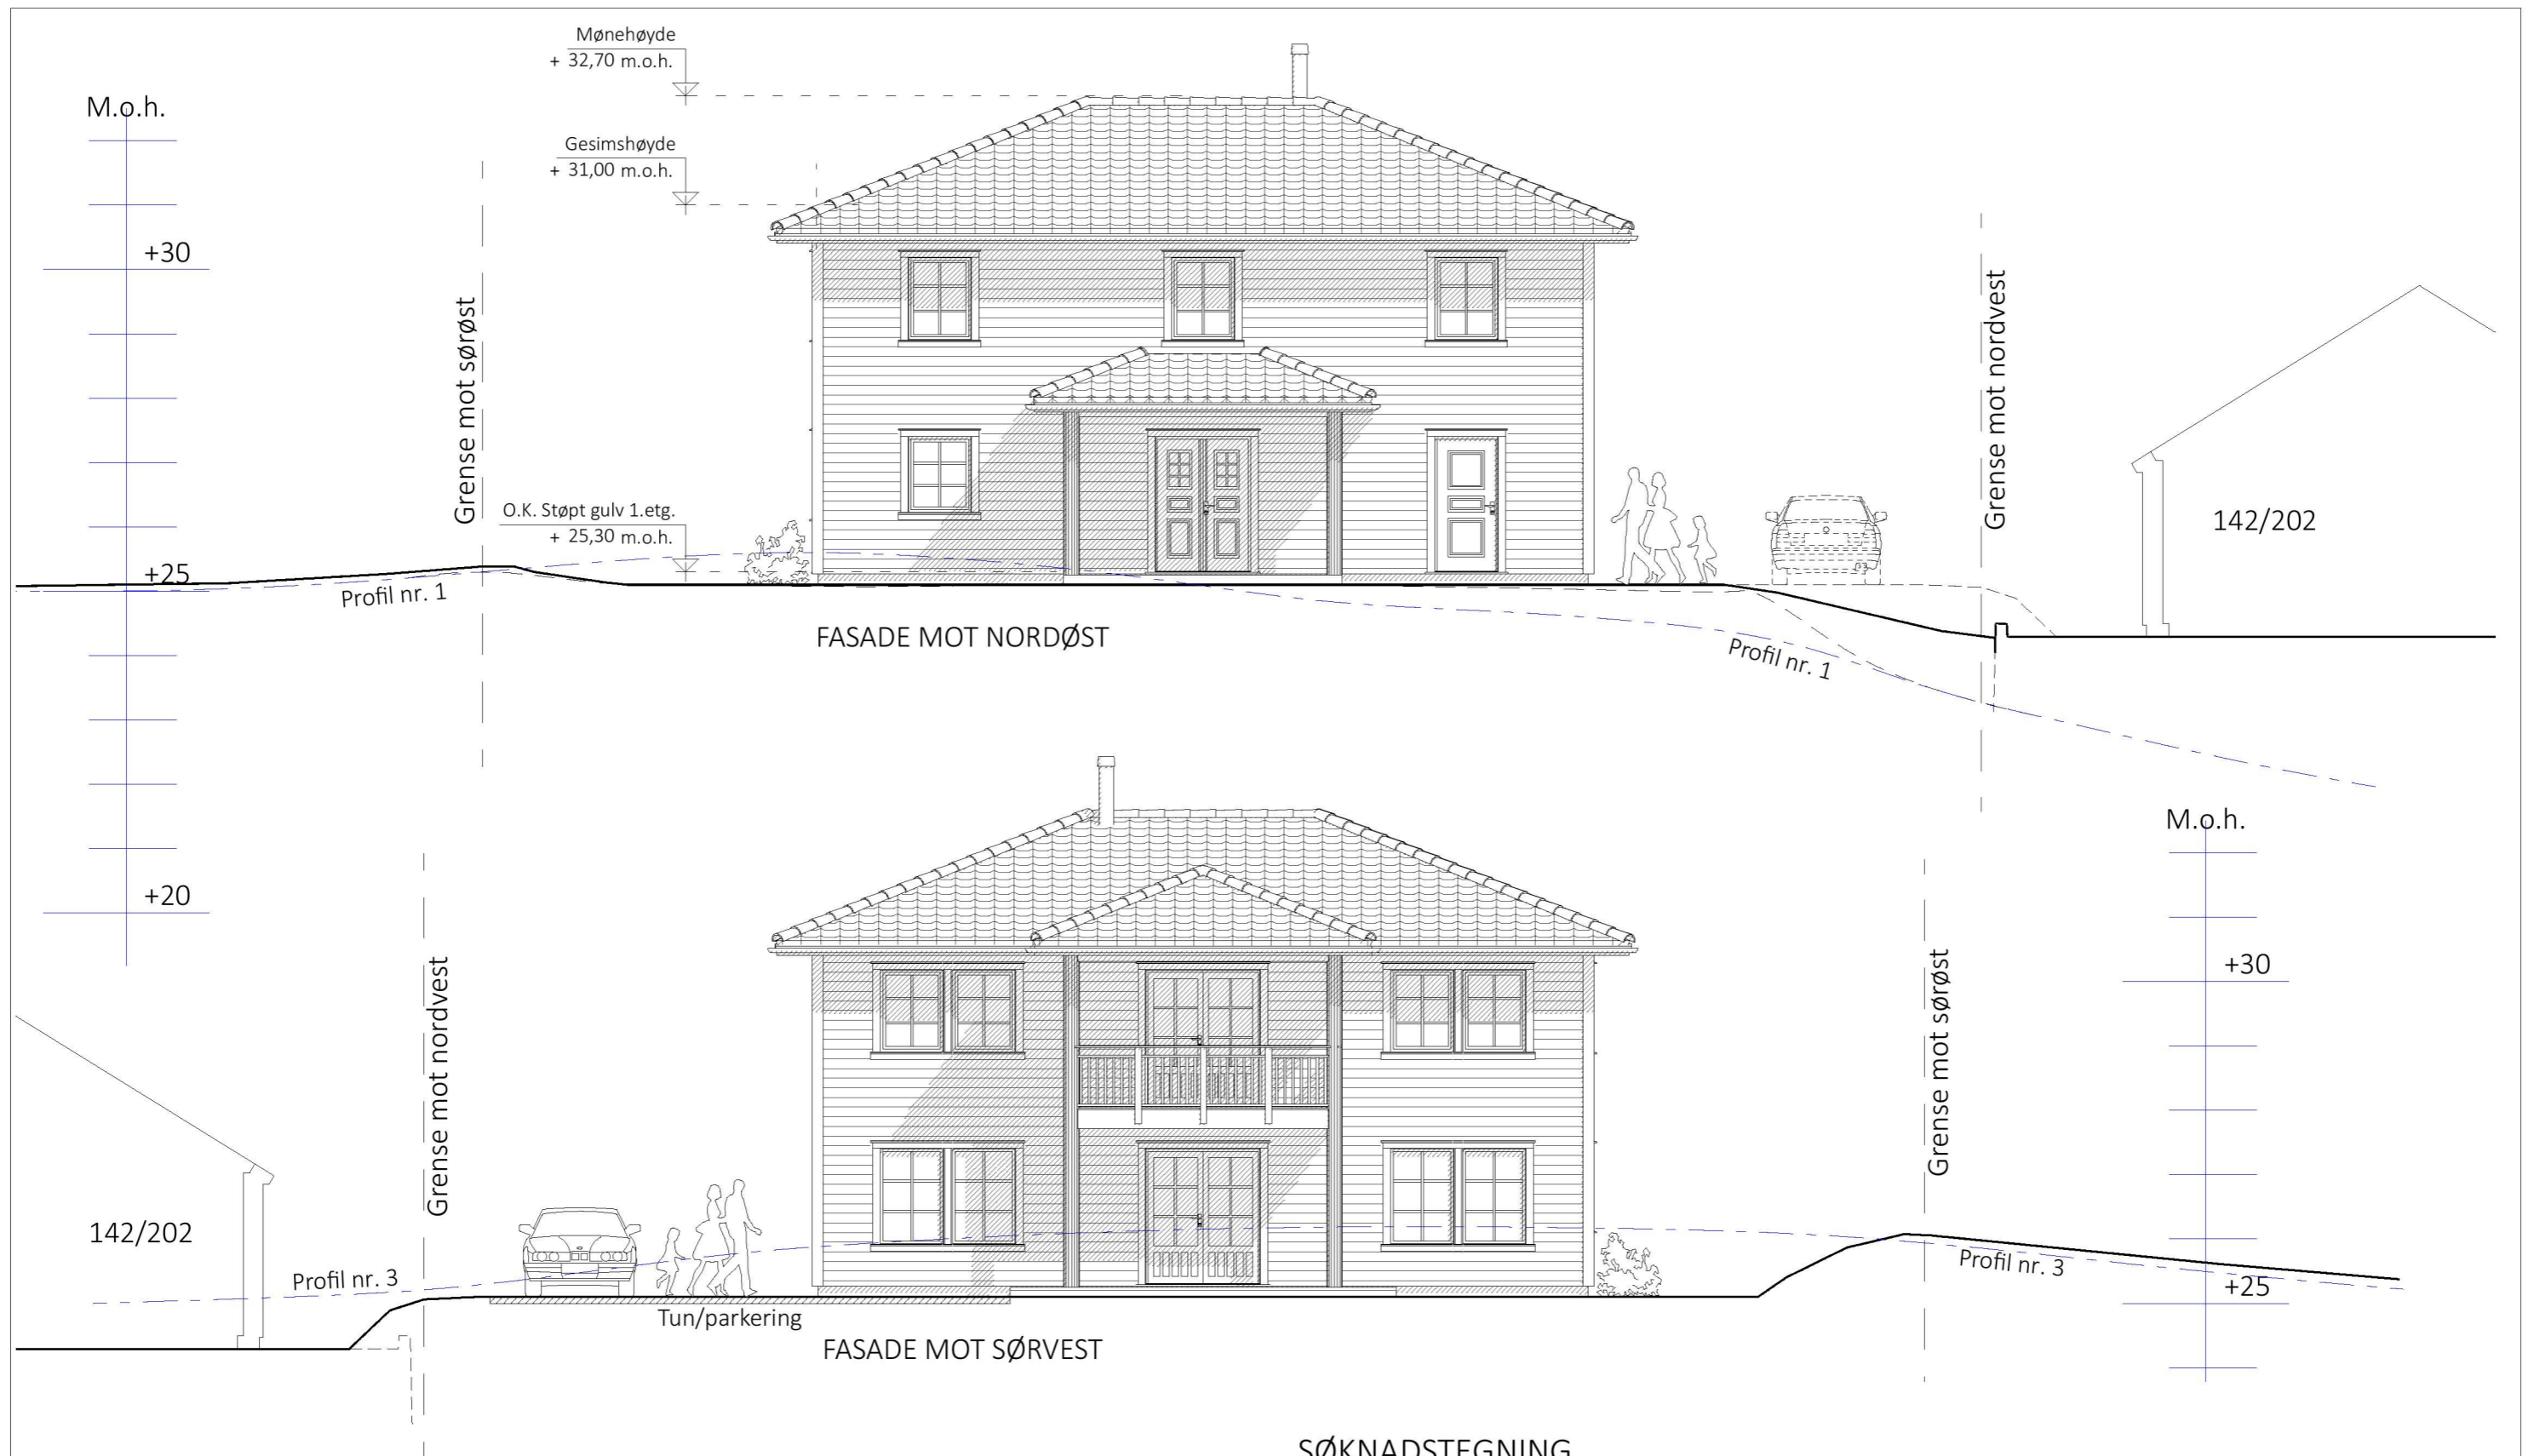 Mønehøyde
+ 32,70 m.o.h.
M.o.h.
Gesimshøyde
+ 31,00 m.o.h.
+30
Grense mot sørøst
Grense mot nordvest
O.K. Støpt gulv 1.etg.
+ 25,30 m.o.h.
142/202
+25
Profil nr. 1
FASADE MOT NORDØST
Profil nr. 1
+20
M.o.h.
Grense mot nordvest
Grense mot sørøst
+30
142/202
Profil nr. 3
Profil nr. 3
+25
Tun/parkering
FASADE MOT SØRVEST
SØKNADSTEGNING